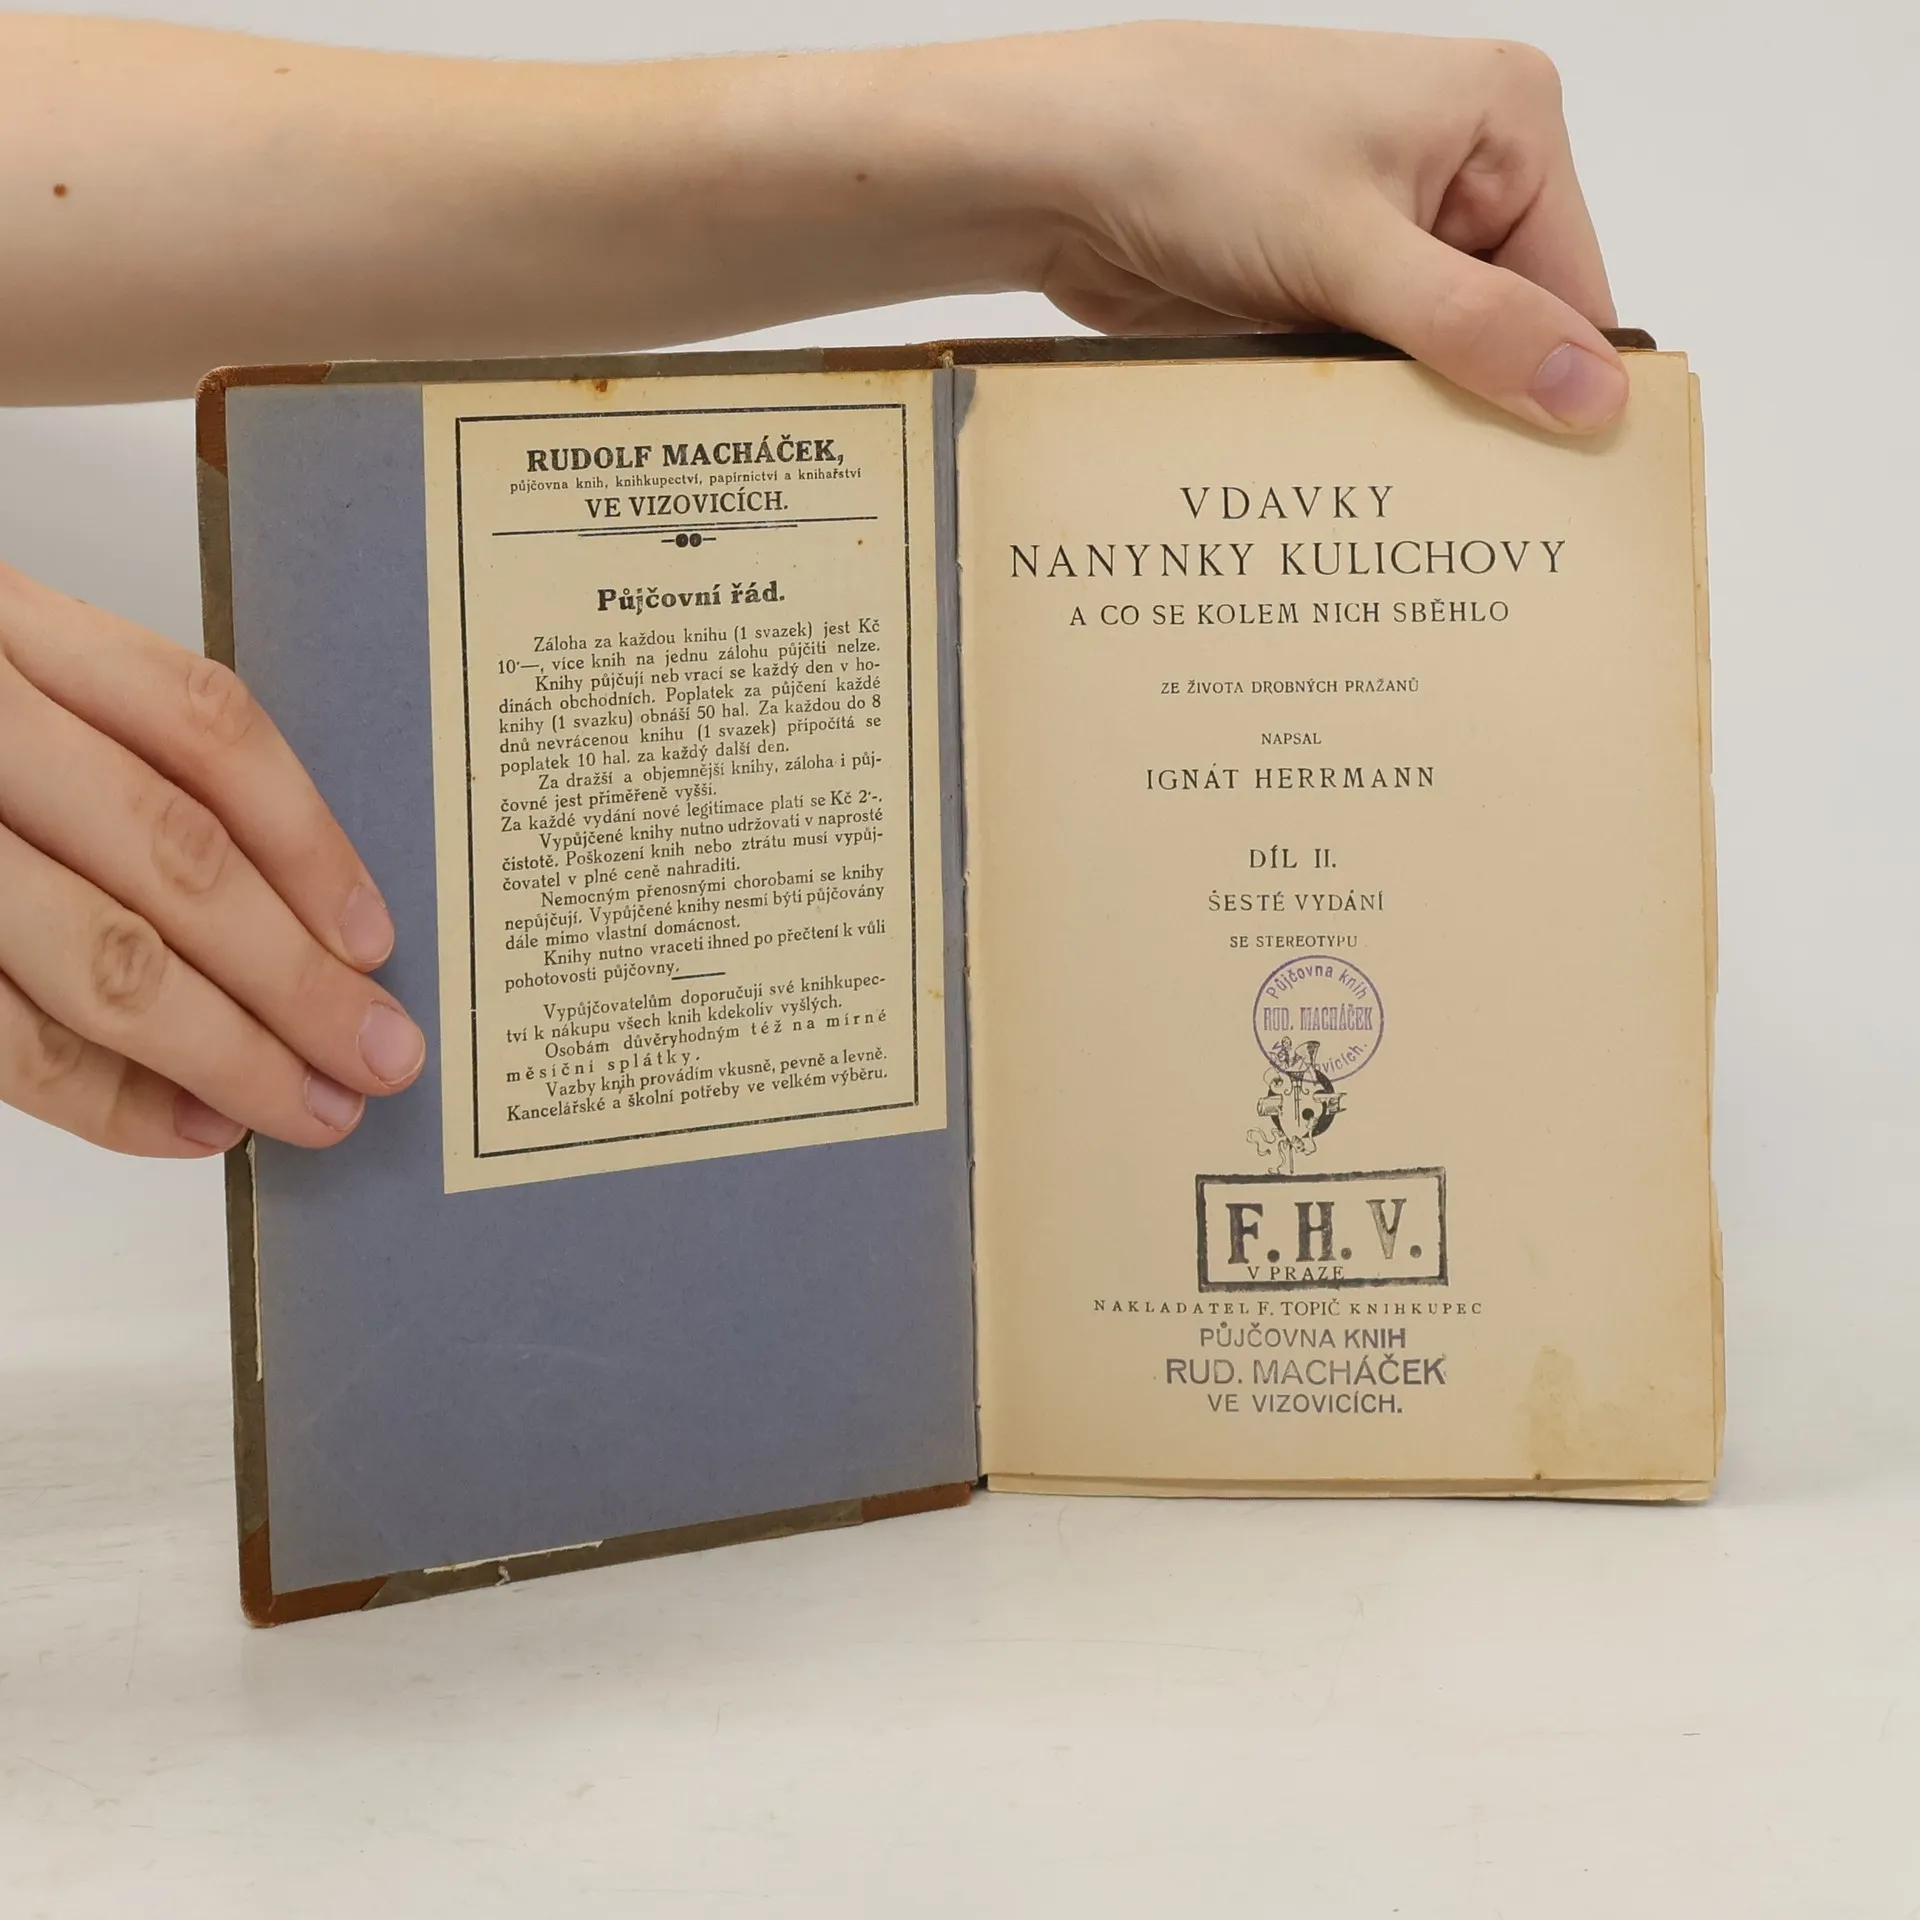 RUDOLF MACHÁČEK,
půjčovna knih, knihkupectví, papírnictví a knihařství
VE VIZOVICÍCH.
Půjčovní řád.
Záloha za každou knihu (1 svazek) jest Kč
10·—, více knih na jednu zálohu půjčiti nelze.
Knihy půjčují neb vrací se každý den v ho-
dinách obchodních. Poplatek za půjčení každé
knihy (1 svazku) obnáší 50 hal. Za každou do 8
dnů nevrácenou knihu (1 svazek) připočítá se
poplatek 10 hal. za každý další den.
Za dražší a objemnější knihy, záloha i půj-
čovné jest přiměřeně vyšší.
Za každé vydání nové legitimace platí se Kč 2·-.
Vypůjčené knihy nutno udržovati v naprosté
čistotě. Poškození knih nebo ztrátu musí vypůj-
čovatel v plné ceně nahraditi.
Nemocným přenosnými chorobami se knihy
nepůjčují. Vypůjčené knihy nesmí býti půjčovány
dále mimo vlastní domácnost.
Knihy nutno vraceti ihned po přečtení k vůli
pohotovosti půjčovny.
Vypůjčovatelům doporučuji své knihkupec-
tví k nákupu všech knih kdekoliv vyšlých.
Osobám důvěryhodným též na mírné
měsíční splátky.
Vazby knih provádím vkusně, pevně a levně.
Kancelářské a školní potřeby ve velkém výběru.
VDAVKY
NANYNKY KULICHOVY
A CO SE KOLEM NICH SBĚHLO
ZE ŽIVOTA DROBNÝCH PRAŽANŮ
NAPSAL
IGNÁT HERRMANN
DÍL II.
ŠESTÉ VYDÁNÍ
SE STEREOTYPU
Půjčovna knih
RUD. MACHÁČEK
ve Vizovicích.
F. H. V.
V PRAZE
NAKLADATEL F. TOPIČ KNIHKUPEC
PŮJČOVNA KNIH
RUD. MACHÁČEK
VE VIZOVICÍCH.